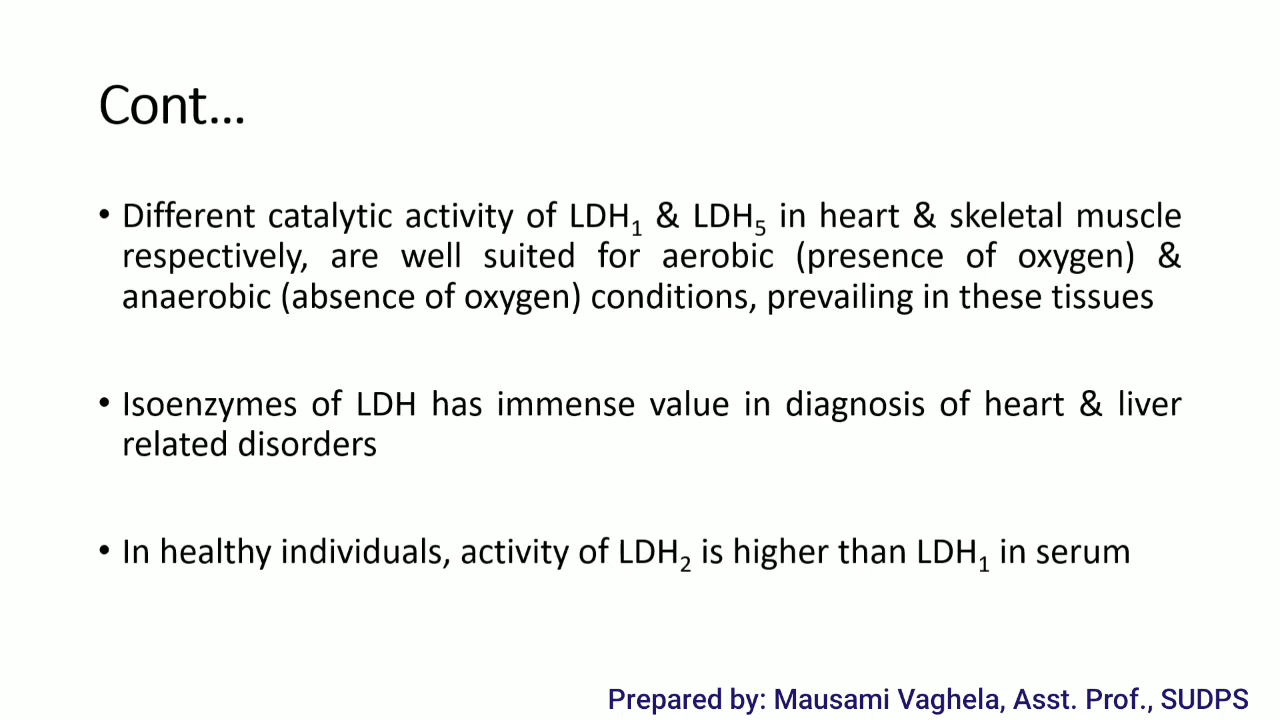 Cont...
• Different catalytic activity of LDH₁ & LDH₅ in heart & skeletal muscle
respectively, are well suited for aerobic (presence of oxygen) &
anaerobic (absence of oxygen) conditions, prevailing in these tissues
• Isoenzymes of LDH has immense value in diagnosis of heart & liver
related disorders
• In healthy individuals, activity of LDH₂ is higher than LDH₁ in serum
Prepared by: Mausami Vaghela, Asst. Prof., SUDPS